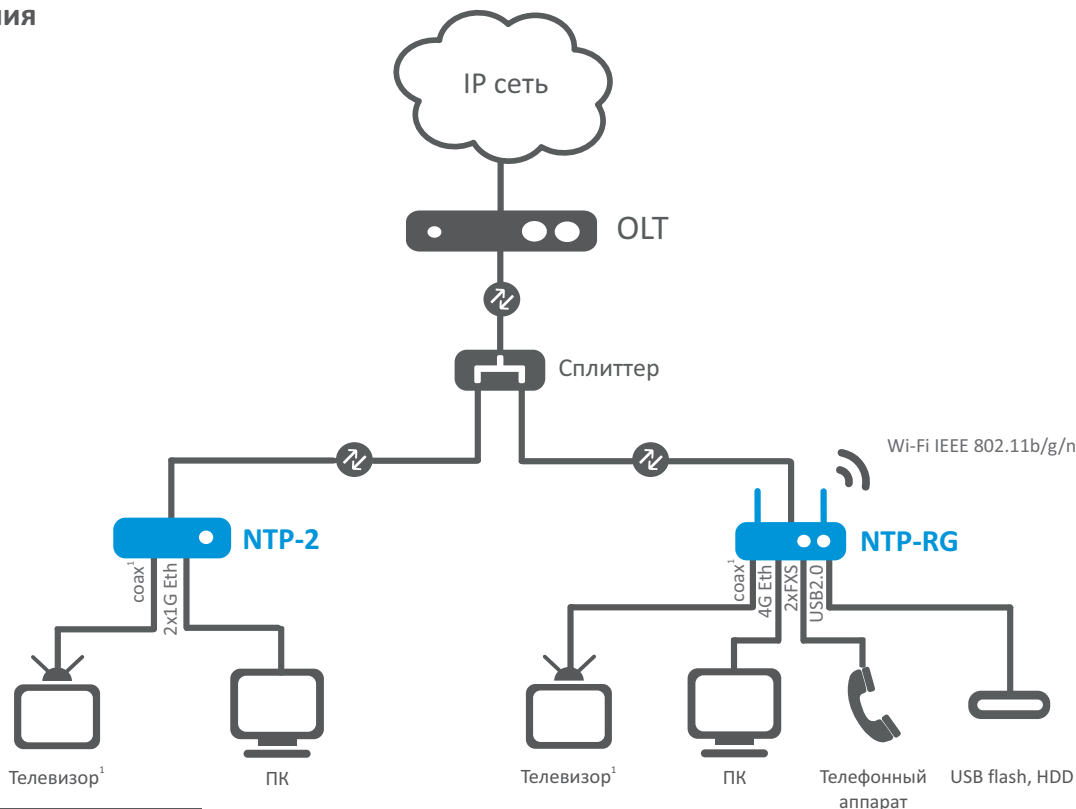 ния
IP сеть
OLT
Сплиттер
Wi-Fi IEEE 802.11b/g/n
NTP-2
NTP-RG
coax¹
2x1G Eth
coax¹
4G Eth
2xFXS
USB2.0
Телевизор¹
ПК
Телевизор¹
ПК
Телефонный
аппарат
USB flash, HDD